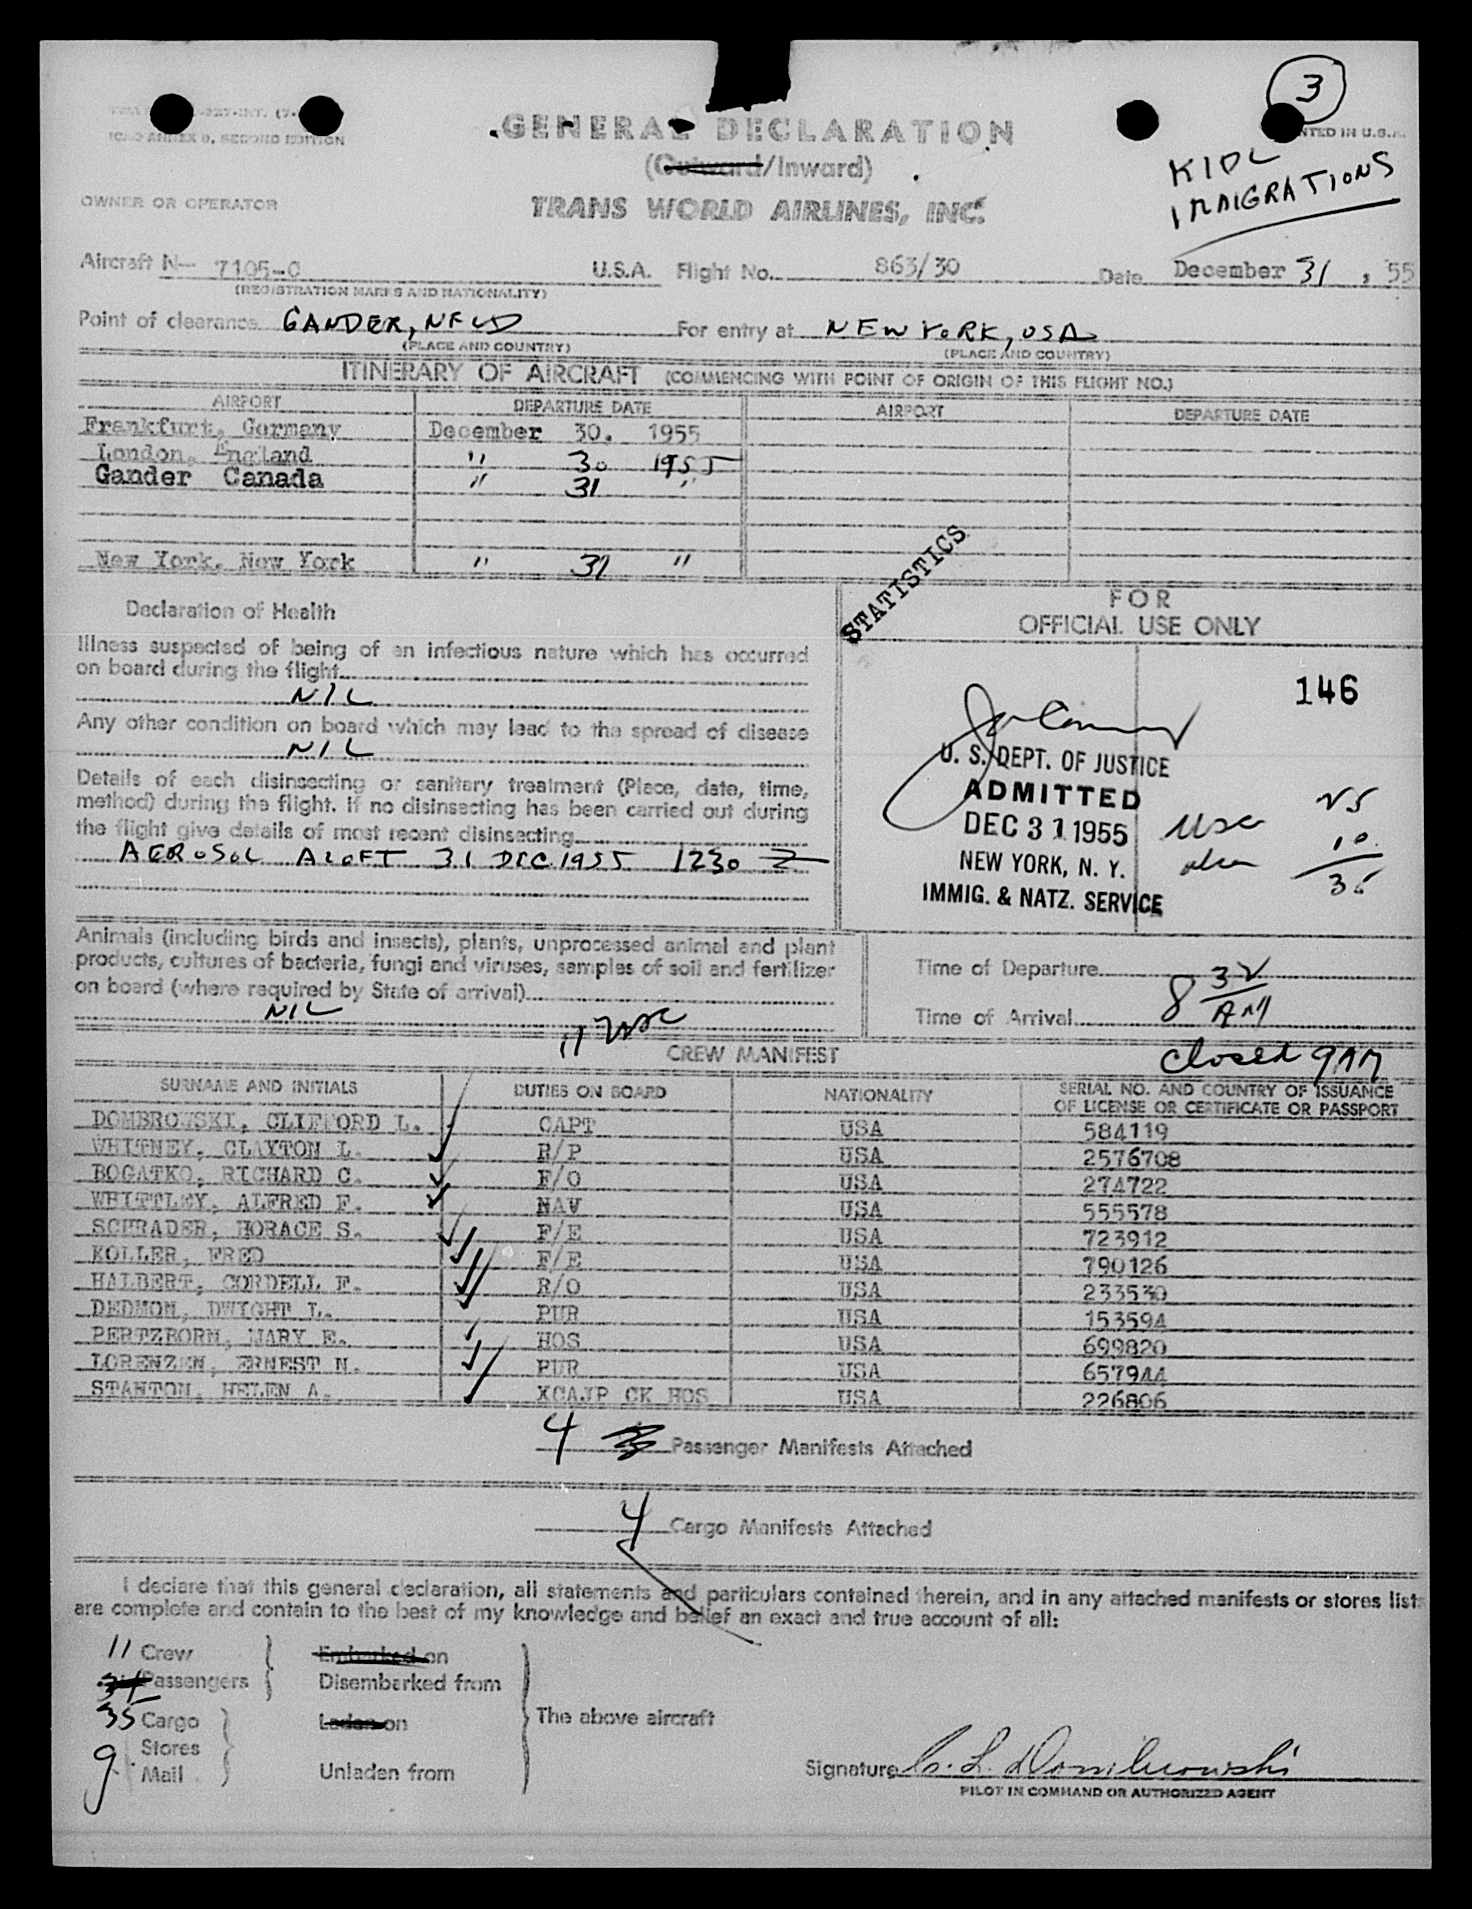 3
ICAO ANNEX 9, SECOND EDITION
NTED IN U.S.A.
GENERAL DECLARATION
(Outward/Inward)
KIDL
IMMIGRATIONS
OWNER OR OPERATOR
TRANS WORLD AIRLINES, INC.
Aircraft N- 7105-C U.S.A. Flight No. 863/30 Date December 31, 55
(REGISTRATION MARKS AND NATIONALITY)
Point of clearance GANDER, NFLD For entry at NEW YORK, USA
(PLACE AND COUNTRY) (PLACE AND COUNTRY)
ITINERARY OF AIRCRAFT (COMMENCING WITH POINT OF ORIGIN OF THIS FLIGHT NO.)
AIRPORT DEPARTURE DATE AIRPORT DEPARTURE DATE
Frankfurt, Germany December 30, 1955
London, England " 30 1955
Gander Canada " 31 "
New York, New York " 31 "
STATISTICS
Declaration of Health
FOR
OFFICIAL USE ONLY
Illness suspected of being of an infectious nature which has occurred
on board during the flight
NIL
146
Any other condition on board which may lead to the spread of disease
NIL
Details of each disinsecting or sanitary treatment (Place, date, time,
method) during the flight. If no disinsecting has been carried out during
the flight give details of most recent disinsecting
AEROSOL ALOFT 31 DEC 1955 1230 Z
U. S. DEPT. OF JUSTICE
ADMITTED
DEC 31 1955
NEW YORK, N. Y.
IMMIG. & NATZ. SERVICE
usc 25
alien 10
35
Animals (including birds and insects), plants, unprocessed animal and plant
products, cultures of bacteria, fungi and viruses, samples of soil and fertilizer
on board (where required by State of arrival)
NIL
Time of Departure
Time of Arrival 8 32 AM
11 usc
CREW MANIFEST
closed 9AM
SURNAME AND INITIALS DUTIES ON BOARD NATIONALITY SERIAL NO. AND COUNTRY OF ISSUANCE
OF LICENSE OR CERTIFICATE OR PASSPORT
DOMBROWSKI, CLIFFORD L. CAPT USA 584119
WHITNEY, CLAYTON L. R/P USA 2576708
BOGATKO, RICHARD C. F/O USA 274722
WHITTLEY, ALFRED F. NAV USA 555578
SCHRADER, HORACE S. F/E USA 723912
KOLLER, FRED F/E USA 790126
HALBERT, CORDELL F. R/O USA 233530
DEDMON, DWIGHT L. PUR USA 153594
PERTZBORN, MARY E. HOS USA 699820
LORENZEN, ERNEST N. PUR USA 657944
STANTON, HELEN A. XCAJP CK HOS USA 226806
4 Passenger Manifests Attached
4 Cargo Manifests Attached
I declare that this general declaration, all statements and particulars contained therein, and in any attached manifests or stores list
are complete and contain to the best of my knowledge and belief an exact and true account of all:
11 Crew Embarked on
34 Passengers Disembarked from
35 Cargo Laden on The above aircraft
Stores
9 Mail Unladen from
Signature C. L. Dombrowski
PILOT IN COMMAND OR AUTHORIZED AGENT